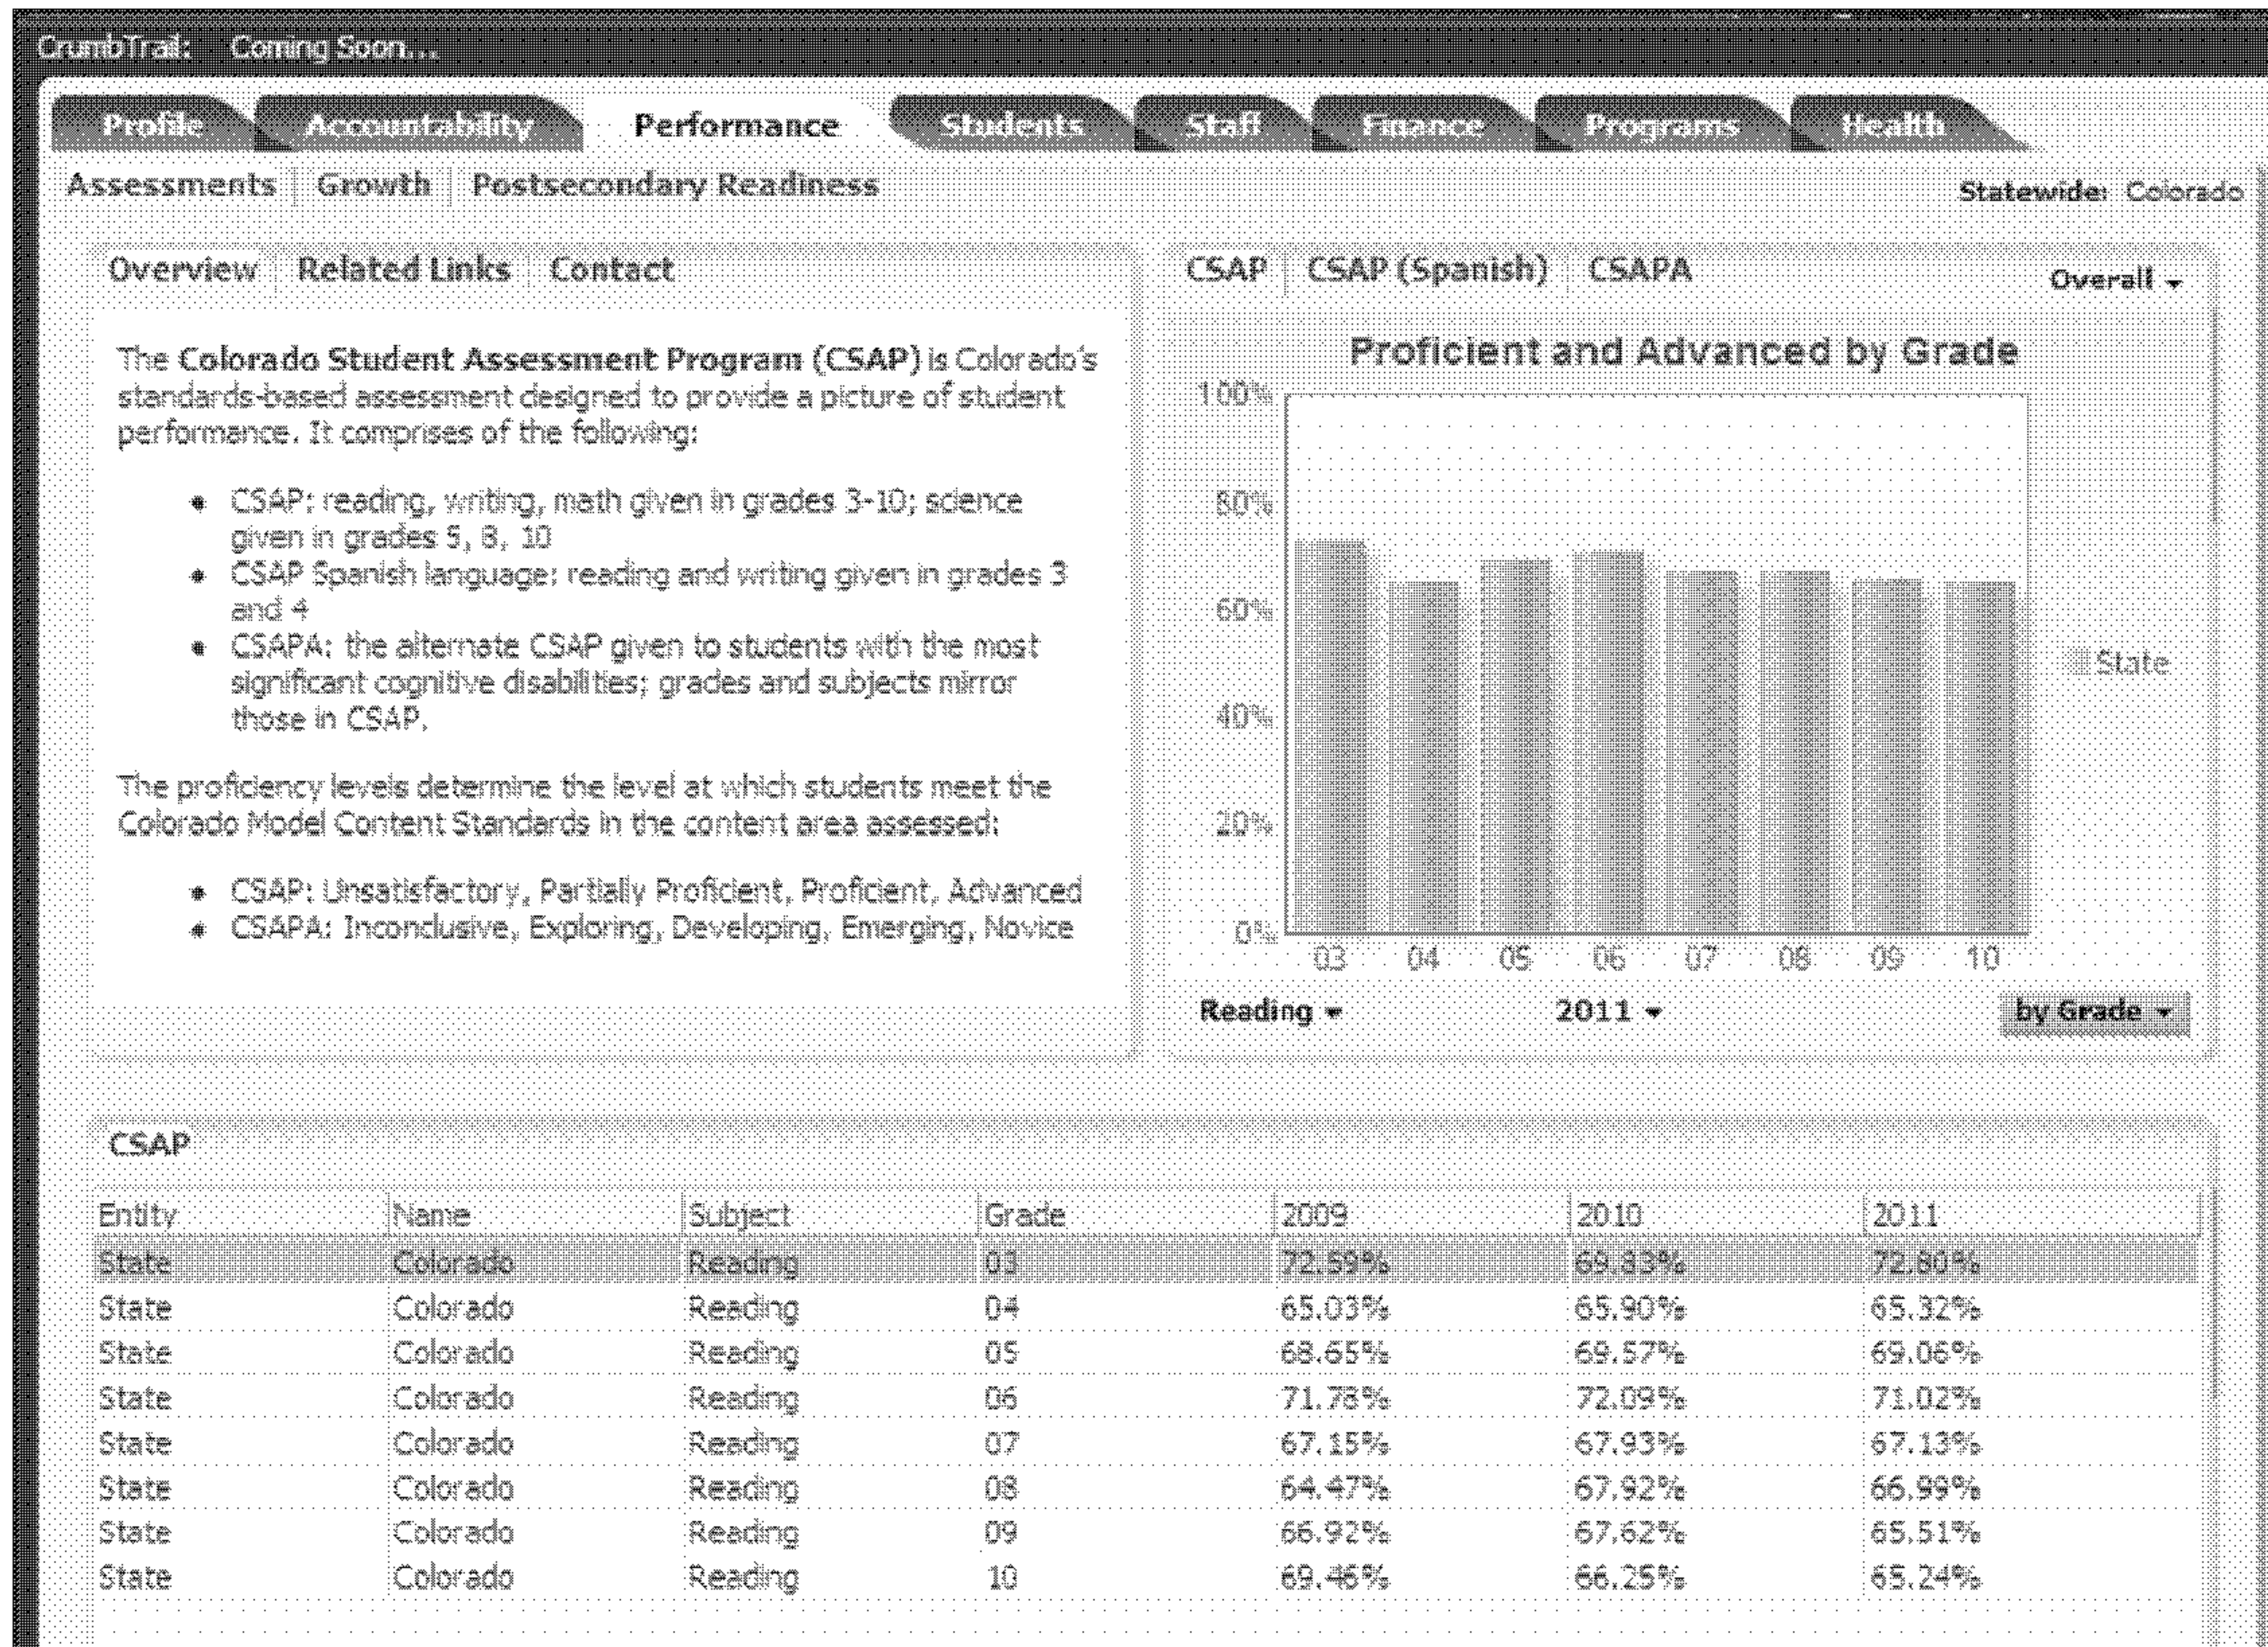 CrumbTrail: Coming Soon...
Profile Accountability Performance Students Staff Finance Programs Health
Assessments Growth Postsecondary Readiness
Statewide: Colorado
Overview Related Links Contact
The Colorado Student Assessment Program (CSAP) is Colorado's
standards-based assessment designed to provide a picture of student
performance. It comprises of the following:
• CSAP: reading, writing, math given in grades 3-10; science
given in grades 5, 8, 10
• CSAP Spanish language: reading and writing given in grades 3
and 4
• CSAPA: the alternate CSAP given to students with the most
significant cognitive disabilities; grades and subjects mirror
those in CSAP.
The proficiency levels determine the level at which students meet the
Colorado Model Content Standards in the content area assessed:
• CSAP: Unsatisfactory, Partially Proficient, Proficient, Advanced
• CSAPA: Inconclusive, Exploring, Developing, Emerging, Novice
CSAP CSAP (Spanish) CSAPA
Overall
Proficient and Advanced by Grade
100%
80%
60%
40%
20%
0%
03 04 05 06 07 08 09 10
State
Reading 2011 by Grade
CSAP
Entity Name Subject Grade 2009 2010 2011
State Colorado Reading 03 72.59% 69.83% 72.80%
State Colorado Reading 04 65.03% 65.90% 65.32%
State Colorado Reading 05 68.65% 69.57% 69.06%
State Colorado Reading 06 71.78% 72.09% 71.02%
State Colorado Reading 07 67.15% 67.93% 67.13%
State Colorado Reading 08 64.47% 67.92% 66.99%
State Colorado Reading 09 66.92% 67.62% 65.51%
State Colorado Reading 10 69.46% 66.25% 65.24%